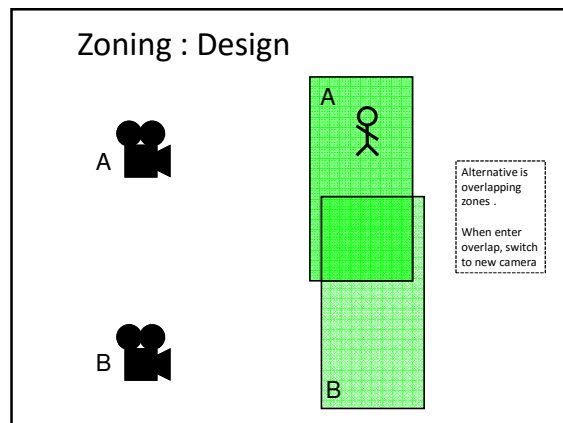 Zoning : Design
A
A
Alternative is
overlapping
zones .
When enter
overlap, switch
to new camera
B
B